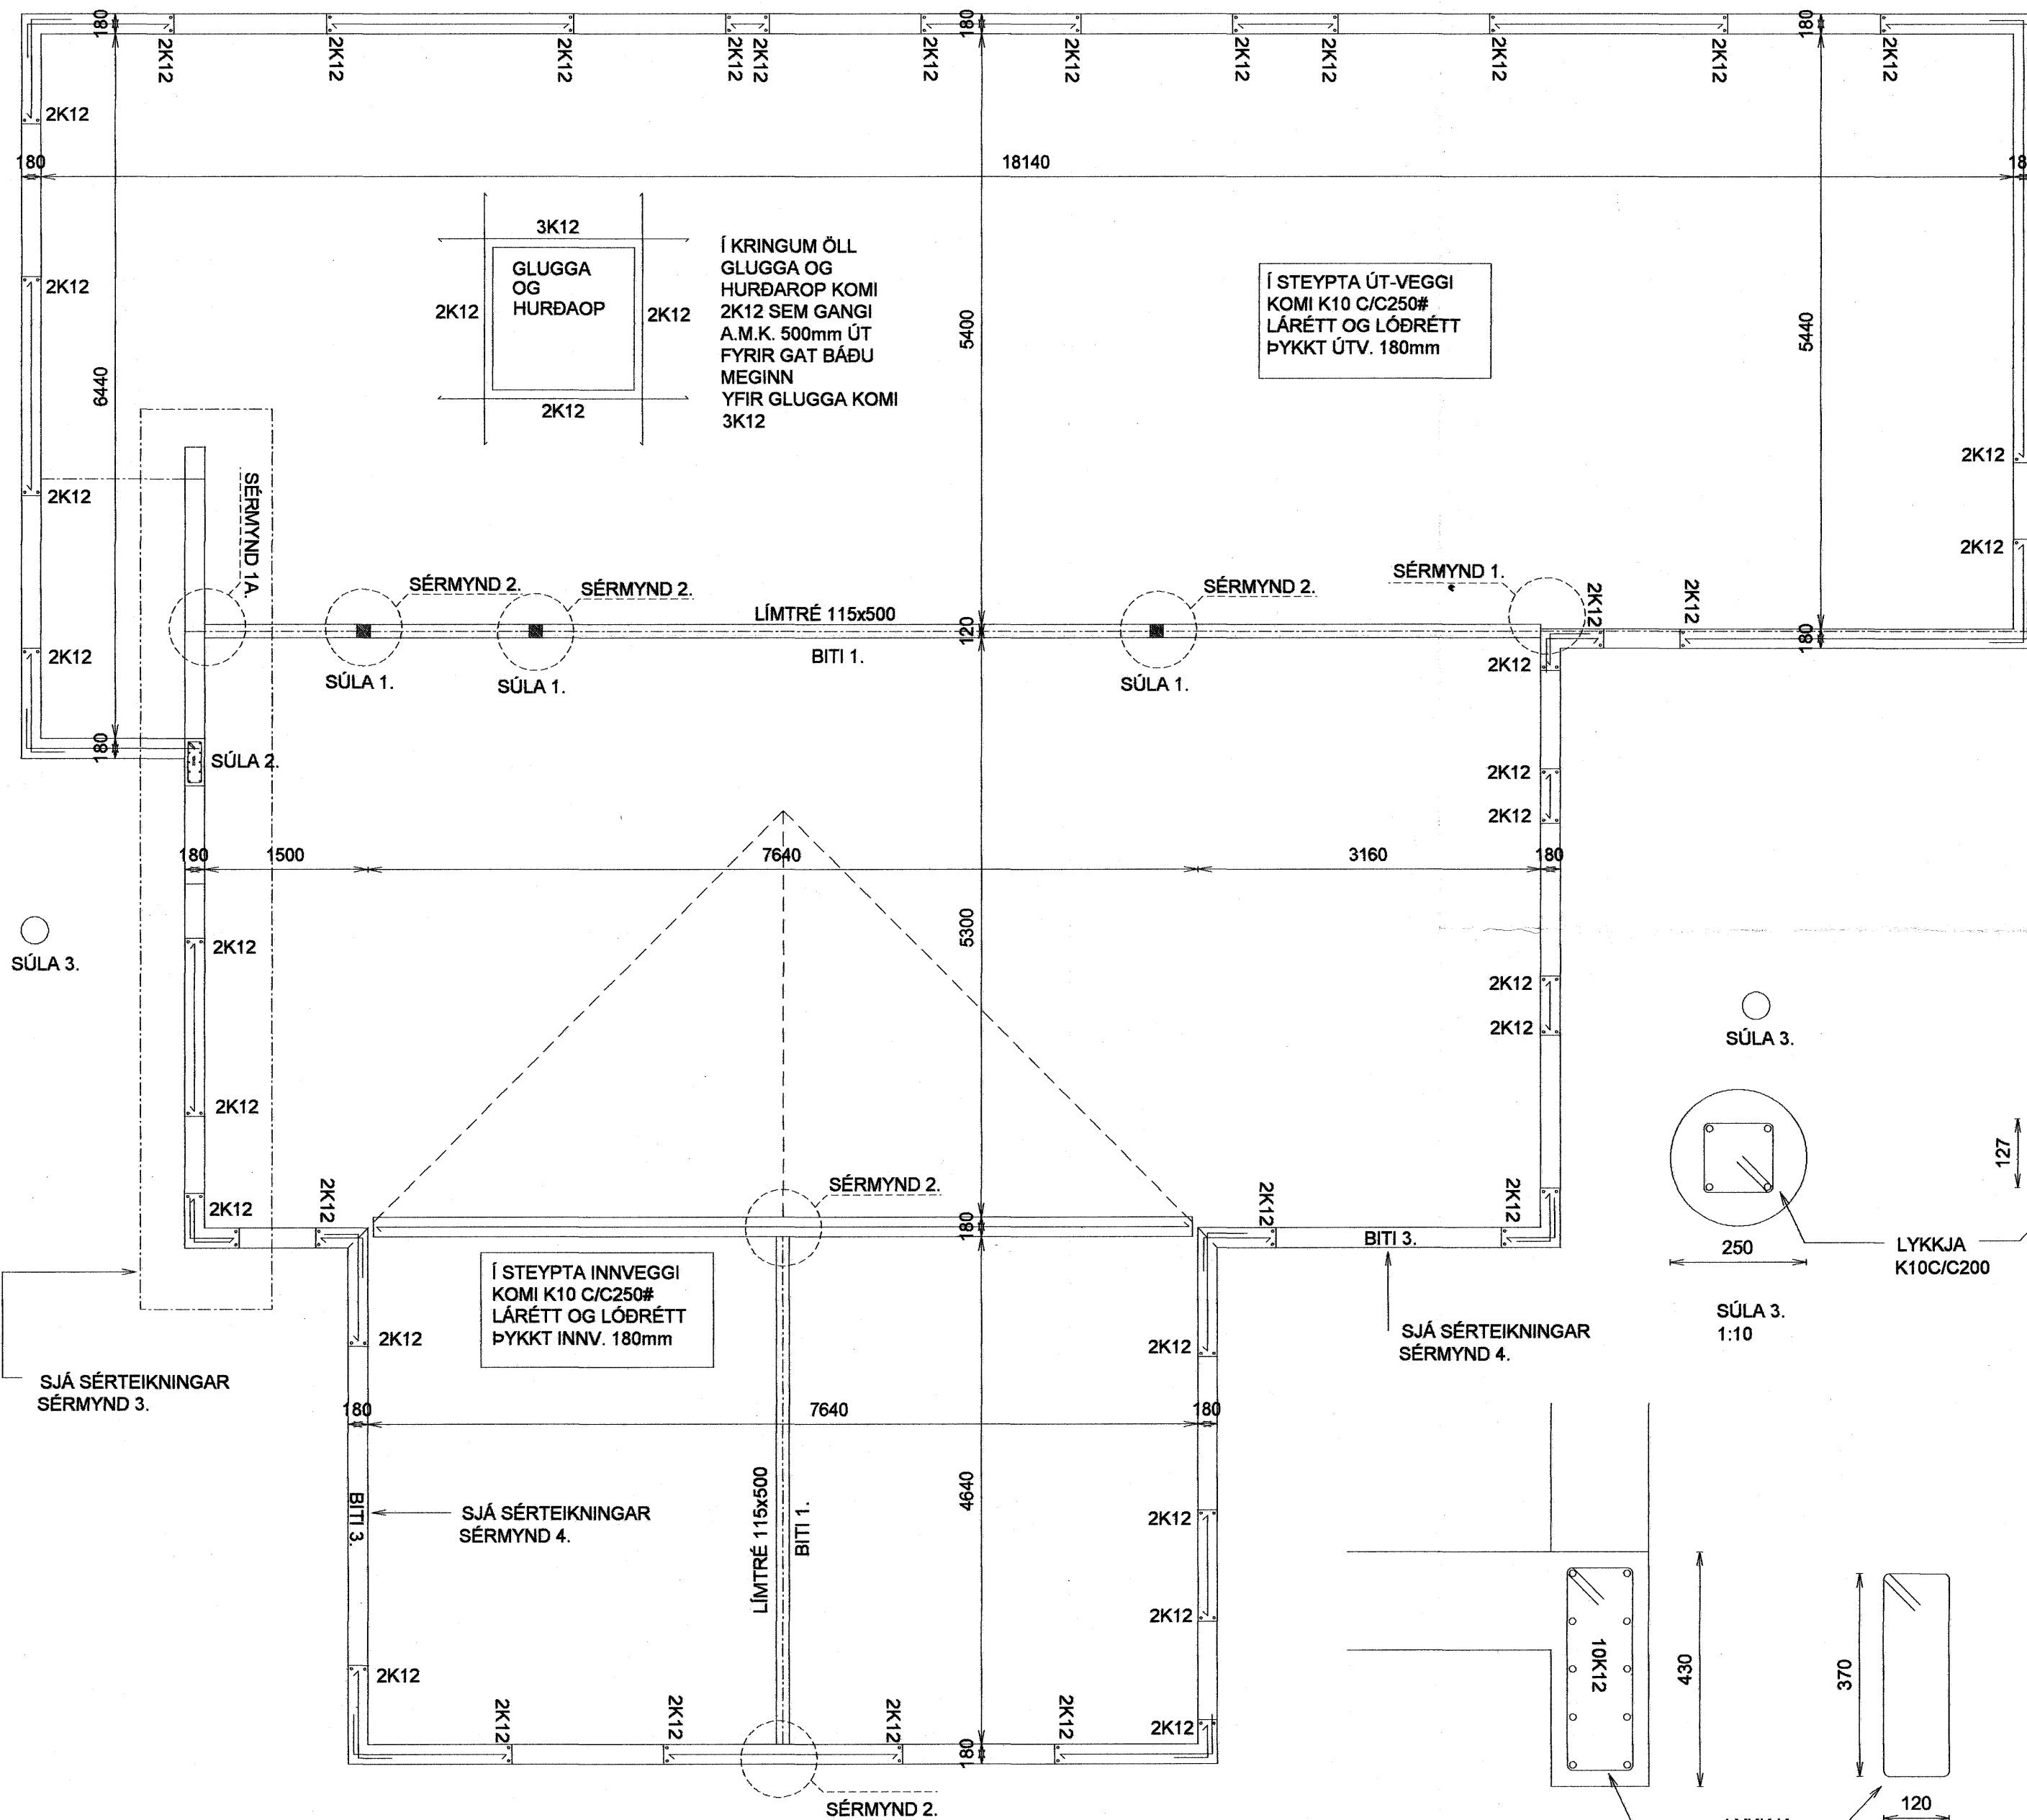 180
180
180
2K12
2K12
2K12
2K12
2K12
2K12
2K12
2K12
2K12
2K12
2K12
2K12
2K12
180
18140
3K12
GLUGGA
OG
HURÐAOP
2K12
2K12
2K12
Í KRINGUM ÖLL
GLUGGA OG
HURÐAROP KOMI
2K12 SEM GANGI
A.M.K. 500mm ÚT
FYRIR GAT BÁÐU
MEGINN
YFIR GLUGGA KOMI
3K12
Í STEYPTA ÚT-VEGGI
KOMI K10 C/C250#
LÁRÉTT OG LÓÐRÉTT
ÞYKKT ÚTV. 180mm
2K12
6440
5400
5440
2K12
2K12
2K12
SÉRMYND 1A.
SÉRMYND 2.
SÉRMYND 2.
SÉRMYND 2.
SÉRMYND 1.
2K12
2K12
2K12
LÍMTRÉ 115x500
120
180
BITI 1.
2K12
SÚLA 1.
SÚLA 1.
SÚLA 1.
180
SÚLA 2.
2K12
2K12
180
1500
7640
3160
180
5300
2K12
SÚLA 3.
2K12
2K12
SÚLA 3.
2K12
2K12
2K12
SÉRMYND 2.
2K12
2K12
127
180
BITI 3.
250
LYKKJA
K10C/C200
SÚLA 3.
1:10
Í STEYPTA INNVEGGI
KOMI K10 C/C250#
LÁRÉTT OG LÓÐRÉTT
ÞYKKT INNV. 180mm
2K12
2K12
SJÁ SÉRTEIKNINGAR
SÉRMYND 4.
SJÁ SÉRTEIKNINGAR
SÉRMYND 3.
180
7640
180
BITI 3.
SJÁ SÉRTEIKNINGAR
SÉRMYND 4.
LÍMTRÉ 115x500
BITI 1.
4640
2K12
2K12
2K12
2K12
2K12
2K12
2K12
2K12
180
SÉRMYND 2.
10K12
430
370
120